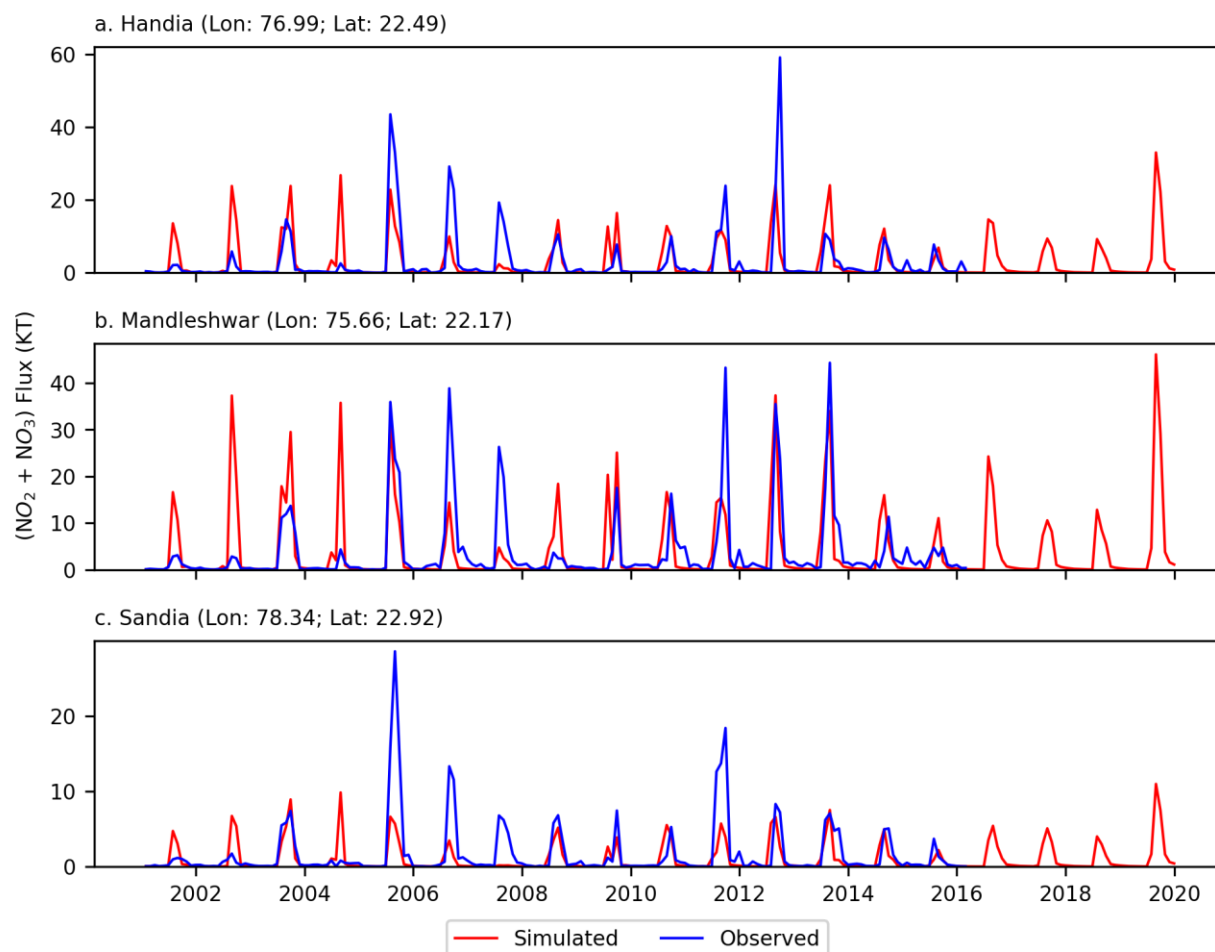 a. Handia (Lon: 76.99; Lat: 22.49)
60
40
20
0
b. Mandleshwar (Lon: 75.66; Lat: 22.17)
(NO₂ + NO₃) Flux (KT)
40
30
20
10
0
c. Sandia (Lon: 78.34; Lat: 22.92)
20
10
0
2002 2004 2006 2008 2010 2012 2014 2016 2018 2020
Simulated Observed